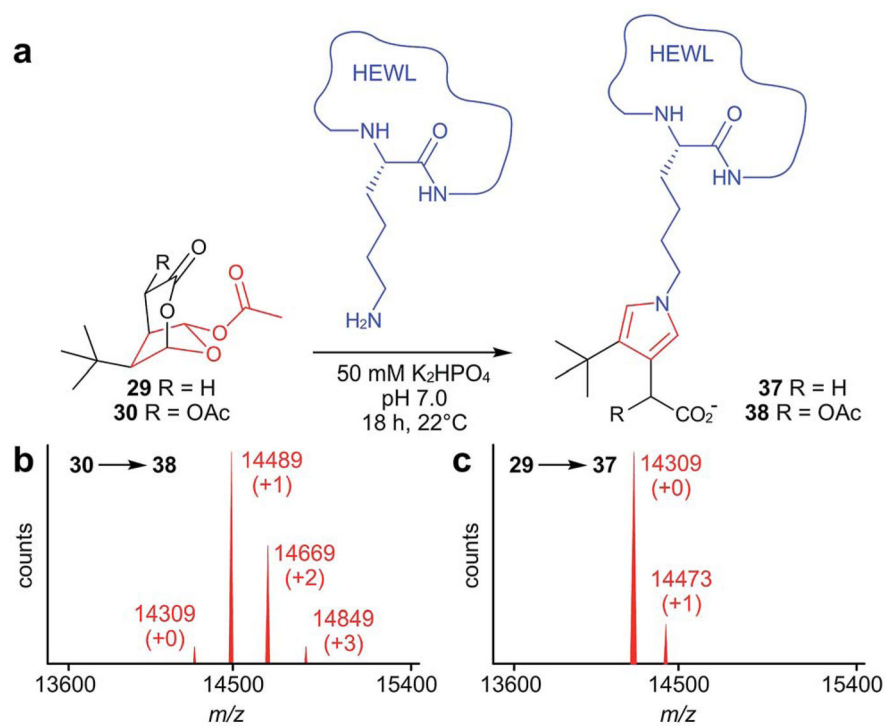 a
HEWL
NH
O
HN
H₂N
HEWL
NH
O
HN
N
R
O
O
O
O
O
29 R = H
30 R = OAc
50 mM K₂HPO₄
pH 7.0
18 h, 22°C
R
CO₂⁻
37 R = H
38 R = OAc
b
30 → 38
14489
(+1)
14669
(+2)
14309
(+0)
14849
(+3)
counts
13600
14500
15400
m/z
c
29 → 37
14309
(+0)
14473
(+1)
counts
13600
14500
15400
m/z